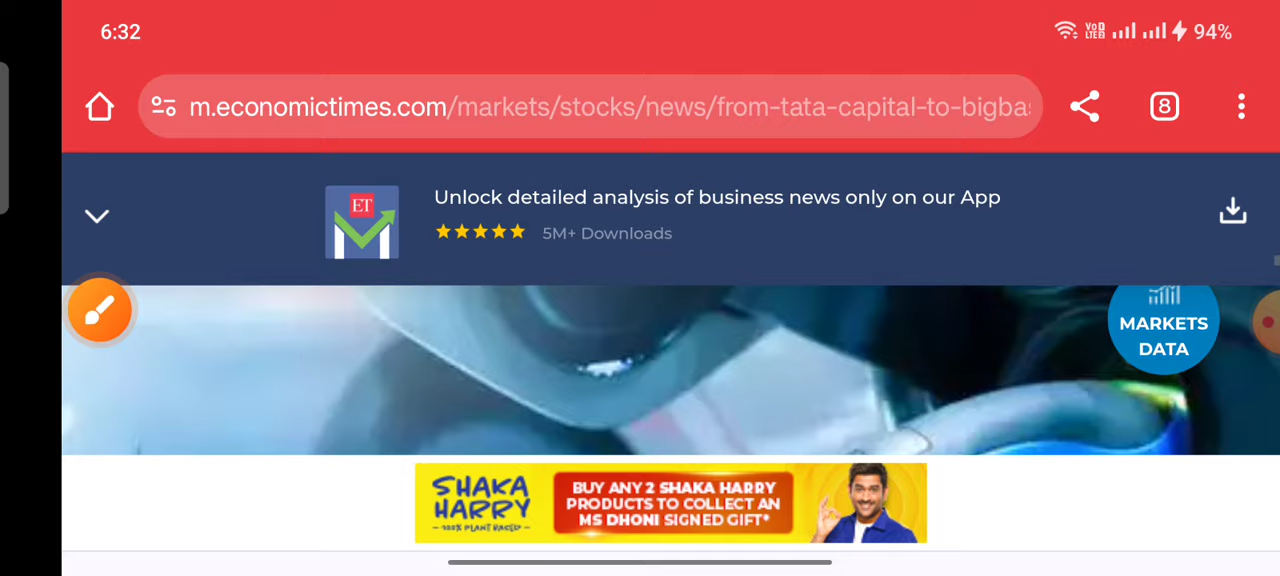 6:32
VoD LTE2 94%
m.economictimes.com/markets/stocks/news/from-tata-capital-to-bigba
8
ET
Unlock detailed analysis of business news only on our App
5M+ Downloads
MARKETS
DATA
SHAKA
HARRY
100% PLANT BASED
BUY ANY 2 SHAKA HARRY
PRODUCTS TO COLLECT AN
MS DHONI SIGNED GIFT*